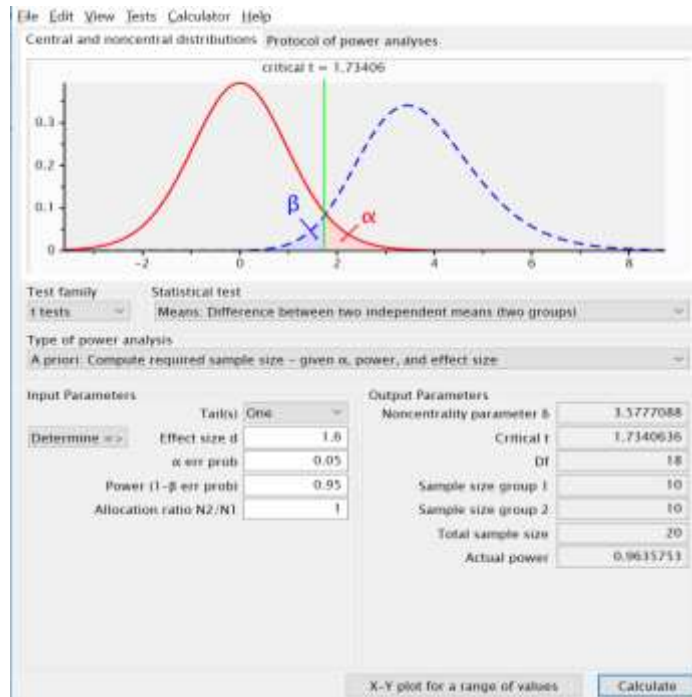 File Edit View Tests Calculator Help
Central and noncentral distributions Protocol of power analyses
critical t = 1.73406
0.3
0.2
0.1
0
β
α
-2 0 2 4 6 8
Test family Statistical test
t tests Means: Difference between two independent means (two groups)
Type of power analysis
A priori: Compute required sample size - given α, power, and effect size
Input Parameters Output Parameters
Tail(s) One Noncentrality parameter δ 3.5777088
Determine => Effect size d 1.6 Critical t 1.7340636
α err prob 0.05 Df 18
Power (1-β err prob) 0.95 Sample size group 1 10
Allocation ratio N2/N1 1 Sample size group 2 10
Total sample size 20
Actual power 0.9635753
X-Y plot for a range of values Calculate